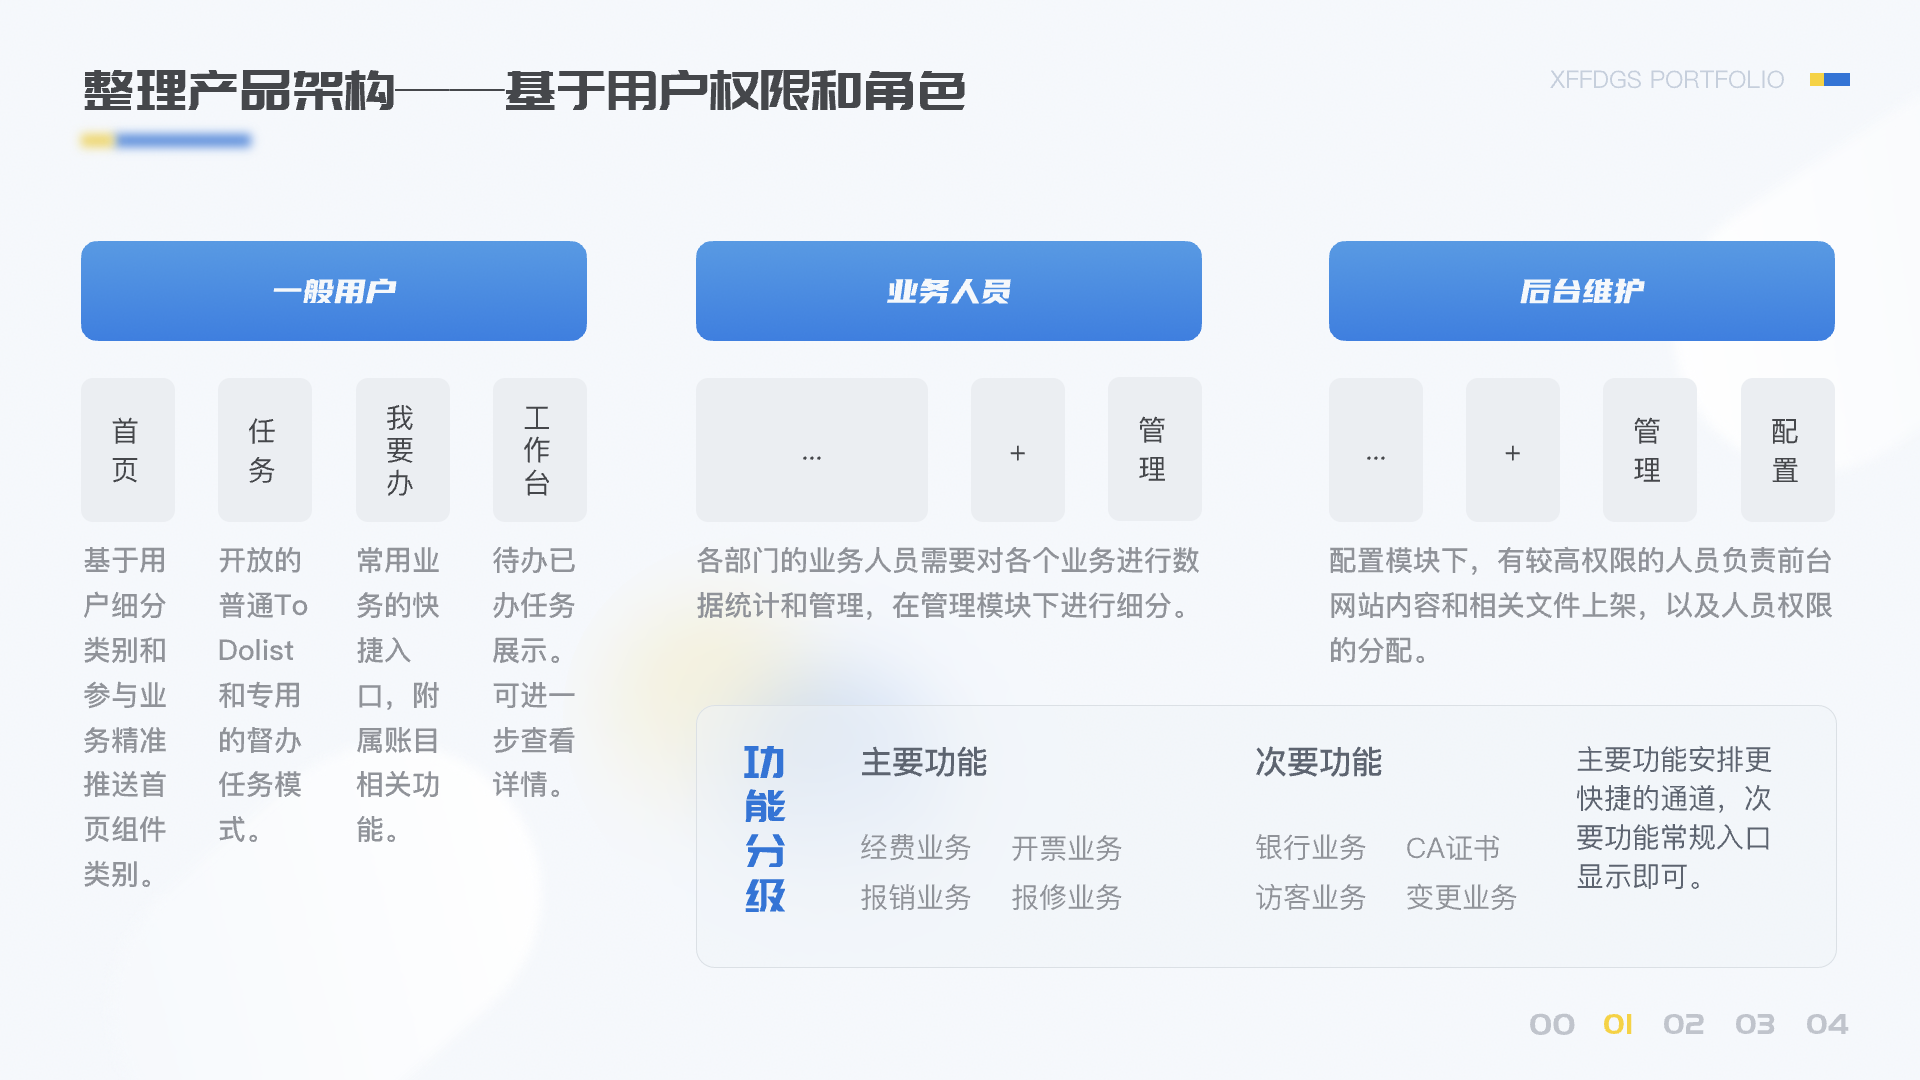 整理产品架构——基于用户权限和角色
XFFDGS PORTFOLIO
一般用户
业务人员
后台维护
首页
任务
我要办
工作台
...
+
管理
...
+
管理
配置
基于用
户细分
类别和
参与业
务精准
推送首
页组件
类别。
开放的
普通To
Dolist
和专用
的督办
任务模
式。
常用业
务的快
捷入
口，附
属账目
相关功
能。
待办已
办任务
展示。
可进一
步查看
详情。
各部门的业务人员需要对各个业务进行数
据统计和管理，在管理模块下进行细分。
配置模块下，有较高权限的人员负责前台
网站内容和相关文件上架，以及人员权限
的分配。
功能分级
主要功能
经费业务 开票业务
报销业务 报修业务
次要功能
银行业务 CA证书
访客业务 变更业务
主要功能安排更
快捷的通道，次
要功能常规入口
显示即可。
00 01 02 03 04